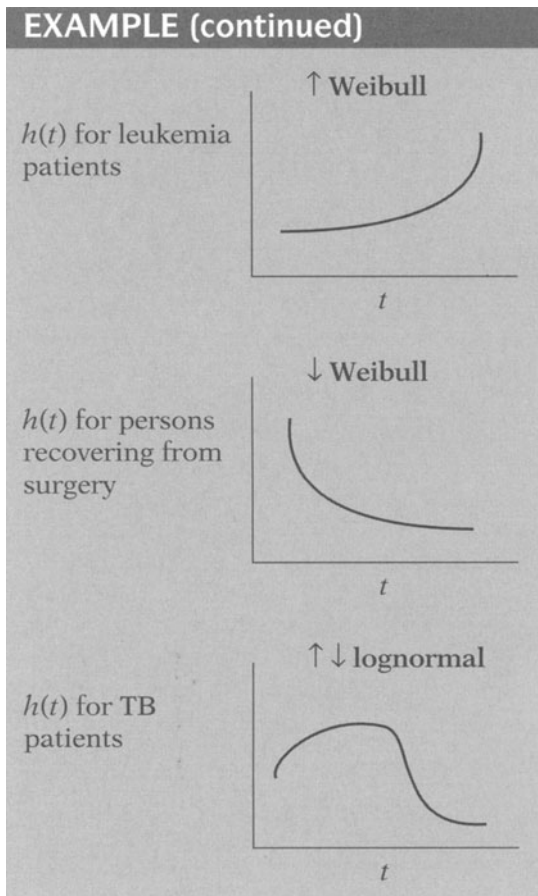 EXAMPLE (continued)
↑ Weibull
h(t) for leukemia
patients
t
↓ Weibull
h(t) for persons
recovering from
surgery
t
↑ ↓ lognormal
h(t) for TB
patients
t